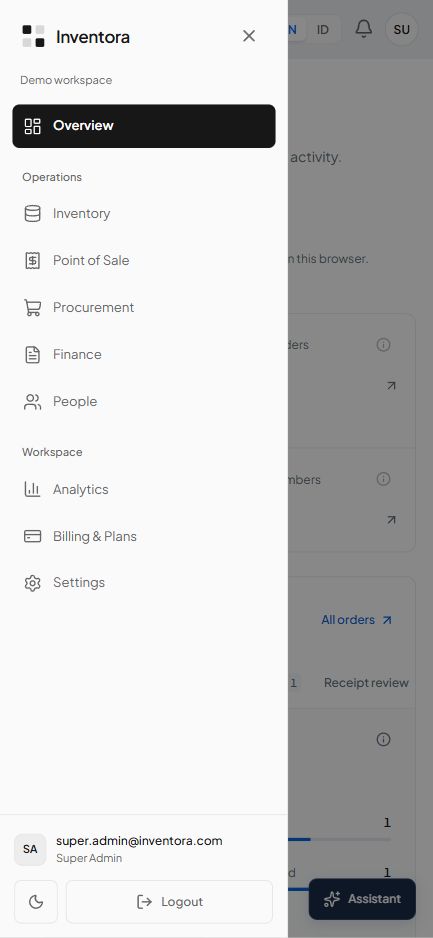 Inventora
Demo workspace
Overview
Operations
Inventory
Point of Sale
Procurement
Finance
People
Workspace
Analytics
Billing & Plans
Settings
SA
super.admin@inventora.com
Super Admin
Logout
ID
SU
activity.
this browser.
All orders
1
Receipt review
1
1
Assistant